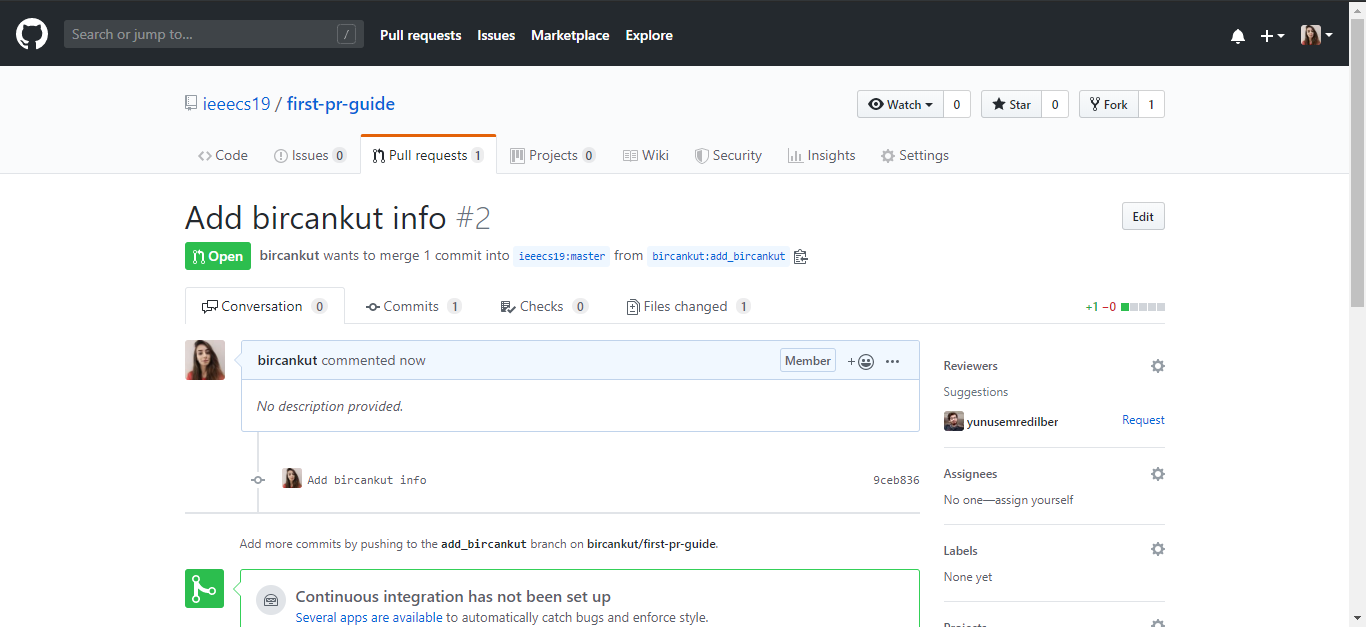 Search or jump to... /
Pull requests Issues Marketplace Explore
ieeecs19 / first-pr-guide
Watch 0 Star 0 Fork 1
Code Issues 0 Pull requests 1 Projects 0 Wiki Security Insights Settings
Add bircankut info #2
Edit
Open bircankut wants to merge 1 commit into ieeecs19:master from bircankut:add_bircankut
Conversation 0 Commits 1 Checks 0 Files changed 1
+1 −0
bircankut commented now
Member
No description provided.
Add bircankut info 9ceb836
Add more commits by pushing to the add_bircankut branch on bircankut/first-pr-guide.
Continuous integration has not been set up
Several apps are available to automatically catch bugs and enforce style.
Reviewers
Suggestions
yunusemredilber Request
Assignees
No one—assign yourself
Labels
None yet
Projects